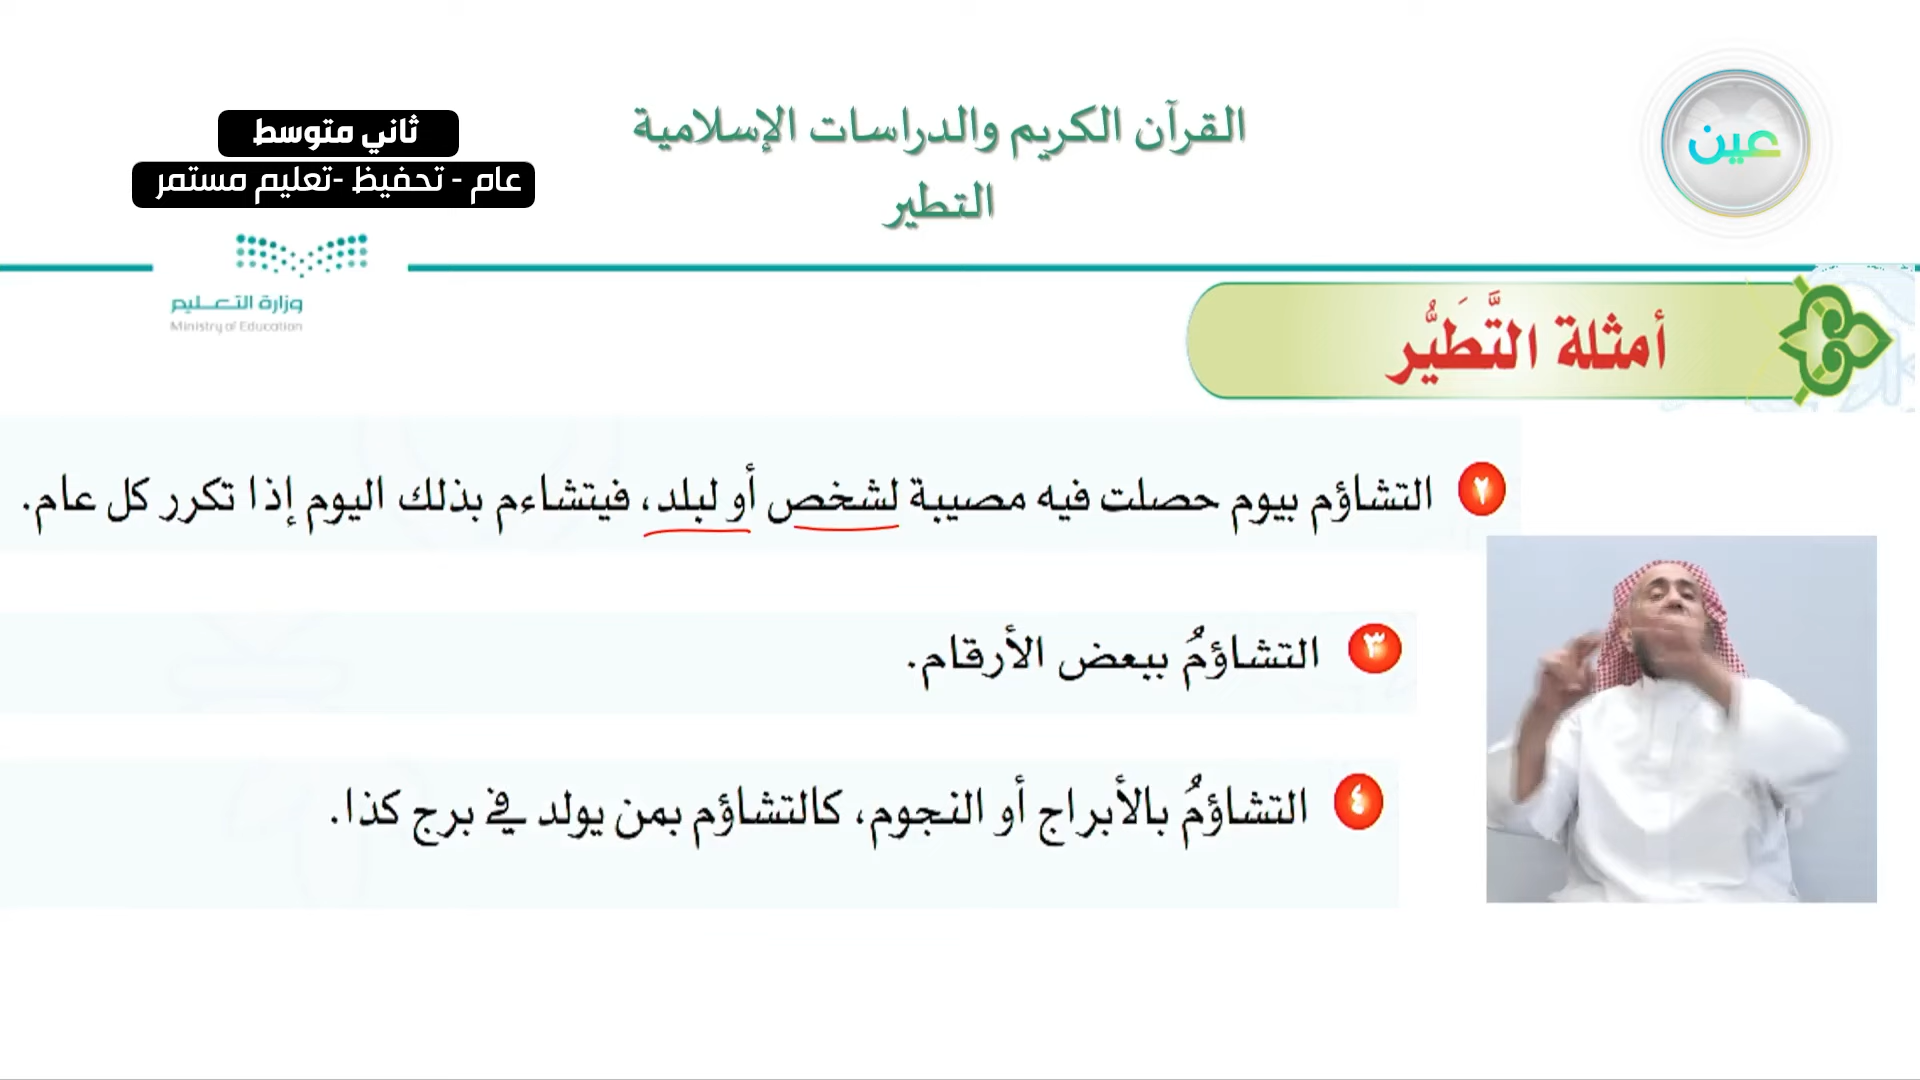 القرآن الكريم والدراسات الإسلامية
التطير
عين
ثاني متوسط
عام - تحفيظ -تعليم مستمر
وزارة التعـليم
Ministry of Education
أمثلة التَّطَيُّر
٢ التشاؤم بيوم حصلت فيه مصيبة لشخص أو لبلد، فيتشاءم بذلك اليوم إذا تكرر كل عام.
٣ التشاؤمُ ببعض الأرقام.
٤ التشاؤمُ بالأبراج أو النجوم، كالتشاؤم بمن يولد في برج كذا.